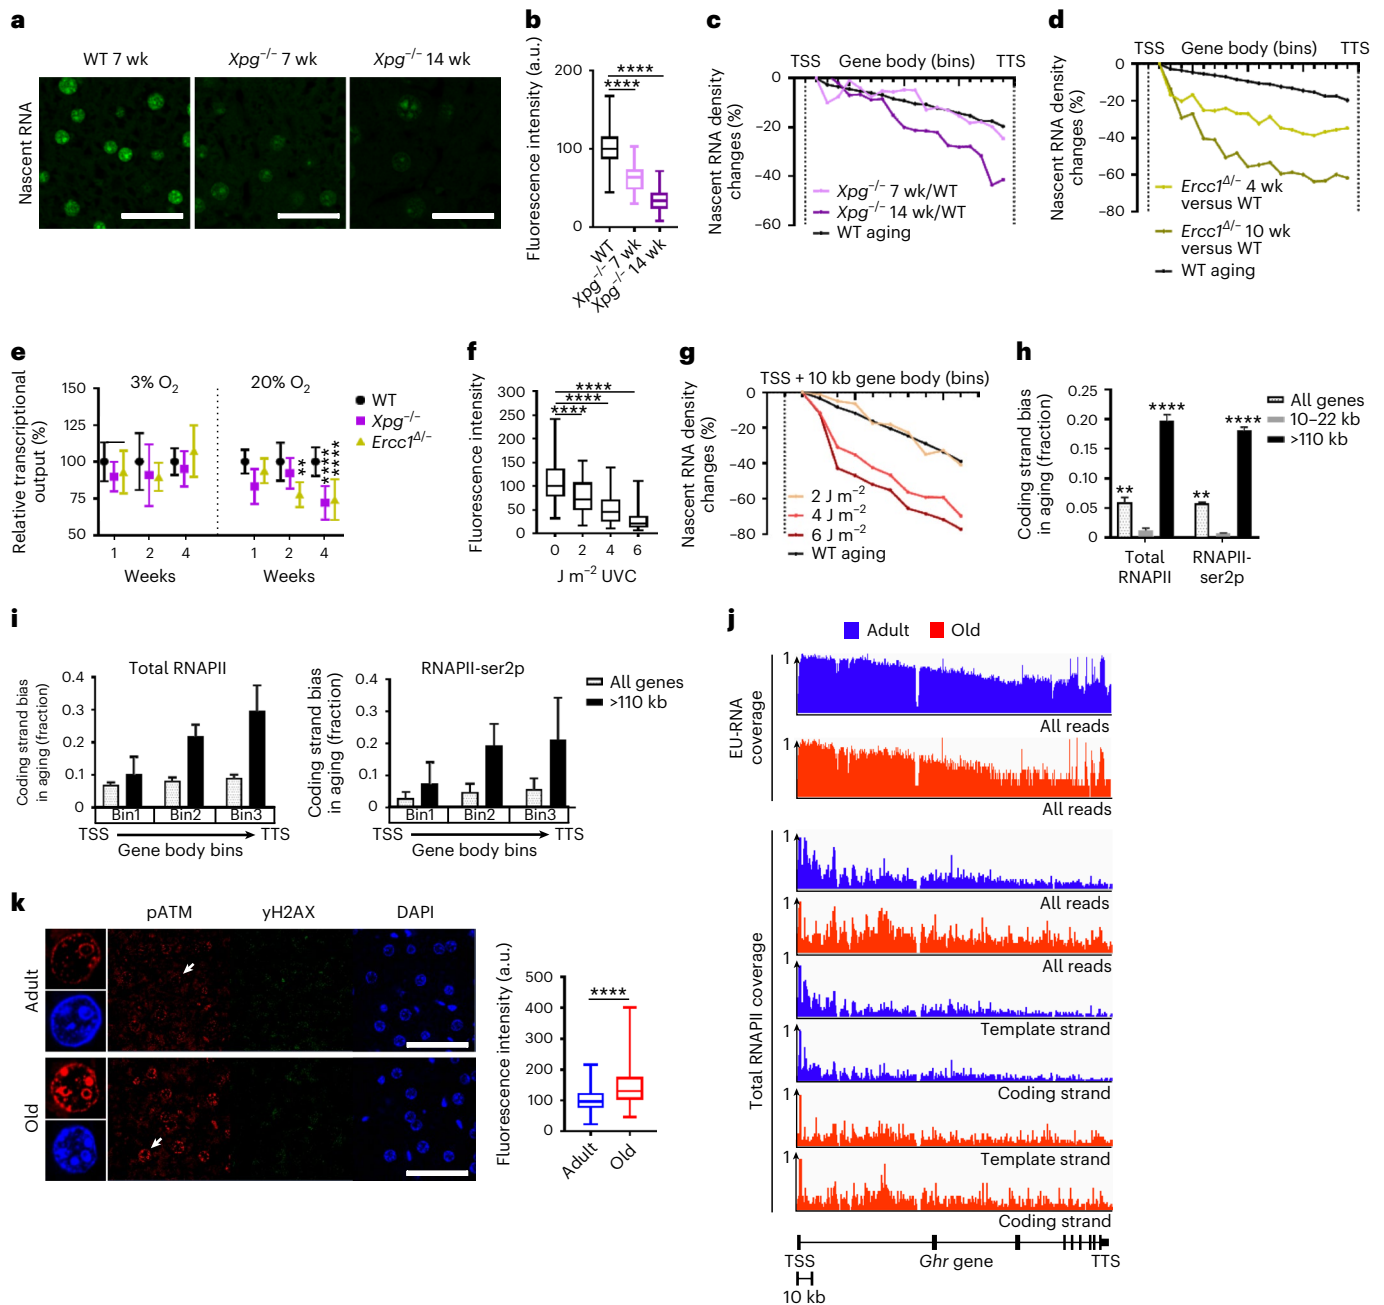 a
WT 7 wk
Xpg−/− 7 wk
Xpg−/− 14 wk
Nascent RNA
b
Fluorescence intensity (a.u.)
200
100
0
****
****
WT
Xpg−/− 7 wk
Xpg−/− 14 wk
c
TSS Gene body (bins) TTS
Nascent RNA density
changes (%)
0
−20
−40
−60
Xpg−/− 7 wk/WT
Xpg−/− 14 wk/WT
WT aging
d
TSS Gene body (bins) TTS
Nascent RNA density
changes (%)
0
−20
−40
−60
−80
Ercc1Δ/− 4 wk
versus WT
Ercc1Δ/− 10 wk
versus WT
WT aging
e
Relative transcriptional
output (%)
150
125
100
75
50
3% O2
20% O2
**
****
****
1 2 4 1 2 4
Weeks Weeks
WT
Xpg−/−
Ercc1Δ/−
f
Fluorescence intensity
300
250
200
150
100
50
0
****
****
****
0 2 4 6
J m−2 UVC
g
TSS + 10 kb gene body (bins)
Nascent RNA density
changes (%)
0
−20
−40
−60
−80
2 J m−2
4 J m−2
6 J m−2
WT aging
h
Coding strand bias
in aging (fraction)
0.25
0.20
0.15
0.10
0.05
0
**
****
**
****
Total
RNAPII
RNAPII-
ser2p
All genes
10–22 kb
>110 kb
i
Total RNAPII
Coding strand bias
in aging (fraction)
0.4
0.3
0.2
0.1
0
Bin1 Bin2 Bin3
TSS TTS
Gene body bins
RNAPII-ser2p
Coding strand bias
in aging (fraction)
0.4
0.3
0.2
0.1
0
Bin1 Bin2 Bin3
TSS TTS
Gene body bins
All genes
>110 kb
j
Adult Old
EU-RNA
coverage
1
All reads
1
All reads
Total RNAPII coverage
1
All reads
1
All reads
1
Template strand
1
Coding strand
1
Template strand
1
Coding strand
TSS Ghr gene TTS
10 kb
k
pATM yH2AX DAPI
Adult
Old
Fluorescence intensity (a.u.)
500
400
300
200
100
0
****
Adult
Old